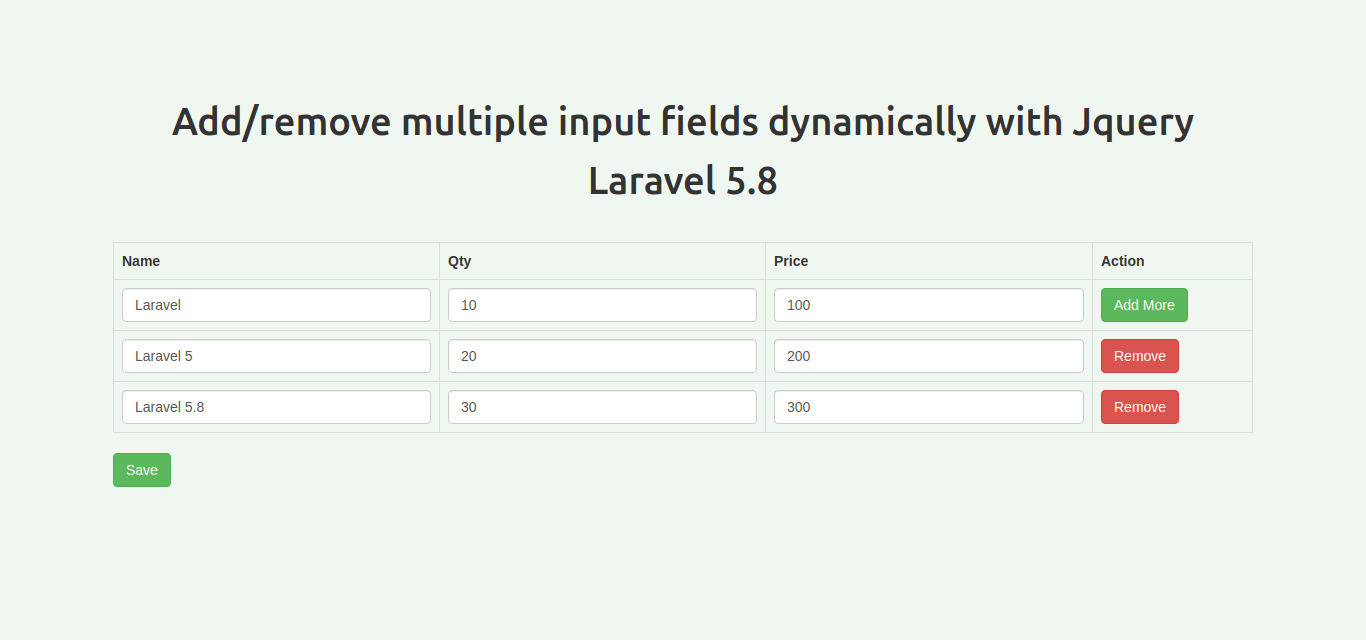 Add/remove multiple input fields dynamically with Jquery
Laravel 5.8
Name Qty Price Action
Laravel 10 100 Add More
Laravel 5 20 200 Remove
Laravel 5.8 30 300 Remove
Save